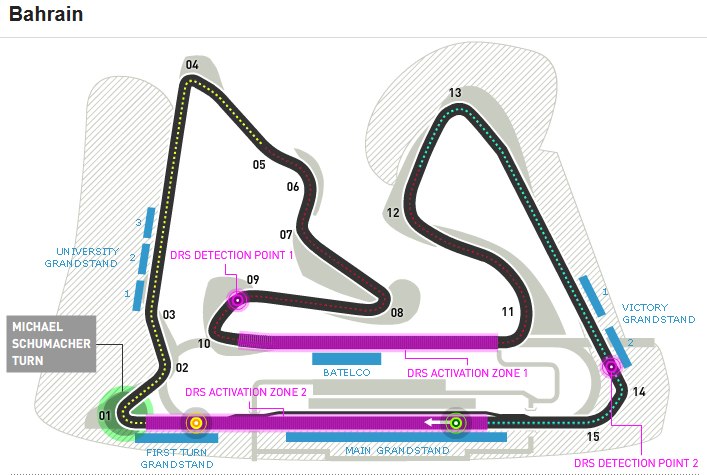 Bahrain
04
13
05
06
12
3
07
UNIVERSITY
GRANDSTAND
2
DRS DETECTION POINT 1
1
09
1
03
08
11
VICTORY
GRANDSTAND
MICHAEL
SCHUMACHER
TURN
10
2
02
BATELCO
DRS ACTIVATION ZONE 1
14
DRS ACTIVATION ZONE 2
01
15
FIRST TURN
GRANDSTAND
MAIN GRANDSTAND
DRS DETECTION POINT 2